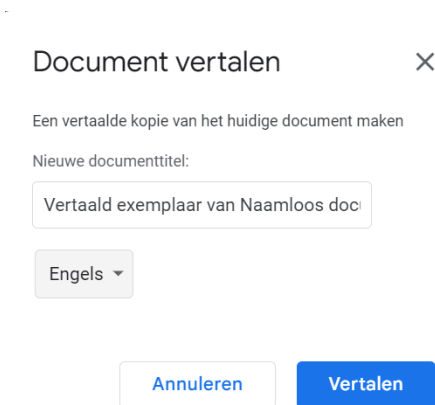 Document vertalen
Een vertaalde kopie van het huidige document maken
Nieuwe documenttitel:
Vertaald exemplaar van Naamloos doc
Engels
Annuleren
Vertalen